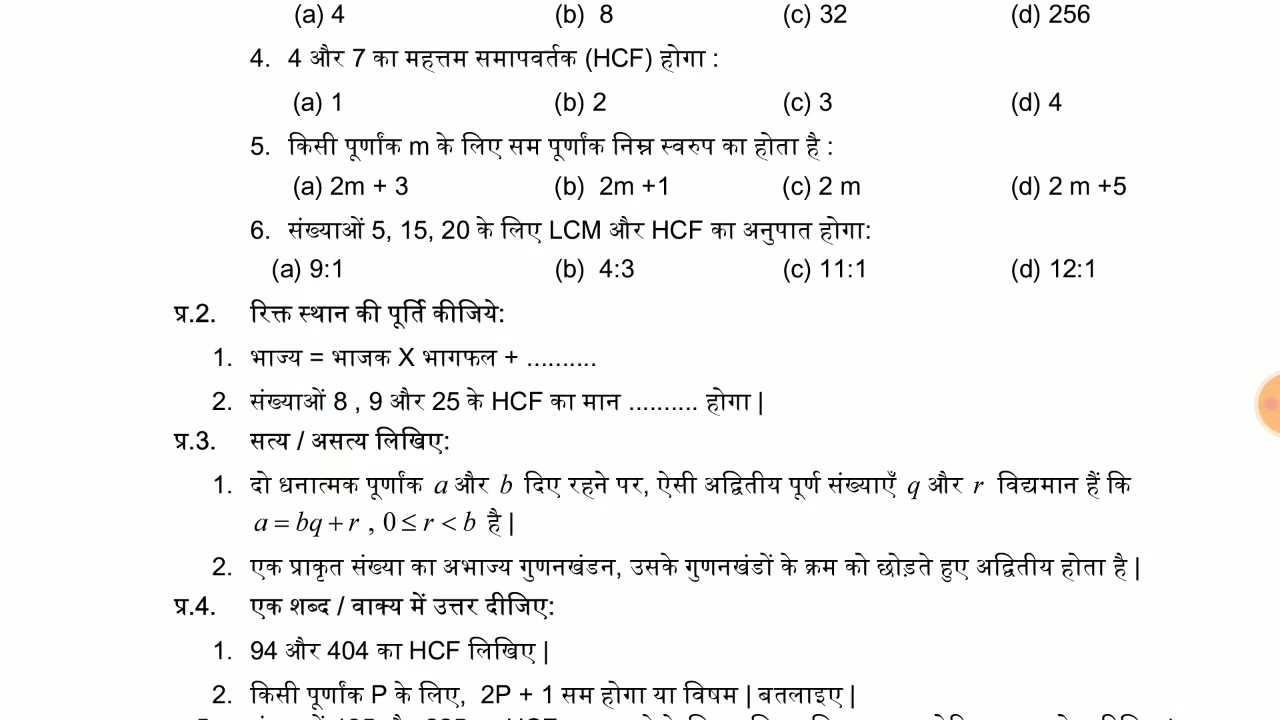 (a) 4 (b) 8 (c) 32 (d) 256
4. 4 और 7 का महत्तम समापवर्तक (HCF) होगा :
(a) 1 (b) 2 (c) 3 (d) 4
5. किसी पूर्णांक m के लिए सम पूर्णांक निम्न स्वरुप का होता है :
(a) 2m + 3 (b) 2m +1 (c) 2 m (d) 2 m +5
6. संख्याओं 5, 15, 20 के लिए LCM और HCF का अनुपात होगा:
(a) 9:1 (b) 4:3 (c) 11:1 (d) 12:1
प्र.2. रिक्त स्थान की पूर्ति कीजिये:
1. भाज्य = भाजक X भागफल + ..........
2. संख्याओं 8 , 9 और 25 के HCF का मान .......... होगा |
प्र.3. सत्य / असत्य लिखिए:
1. दो धनात्मक पूर्णांक a और b दिए रहने पर, ऐसी अद्वितीय पूर्ण संख्याएँ q और r विद्यमान हैं कि
a = bq + r , 0 ≤ r < b है |
2. एक प्राकृत संख्या का अभाज्य गुणनखंडन, उसके गुणनखंडों के क्रम को छोड़ते हुए अद्वितीय होता है |
प्र.4. एक शब्द / वाक्य में उत्तर दीजिए:
1. 94 और 404 का HCF लिखिए |
2. किसी पूर्णांक P के लिए, 2P + 1 सम होगा या विषम | बतलाइए |